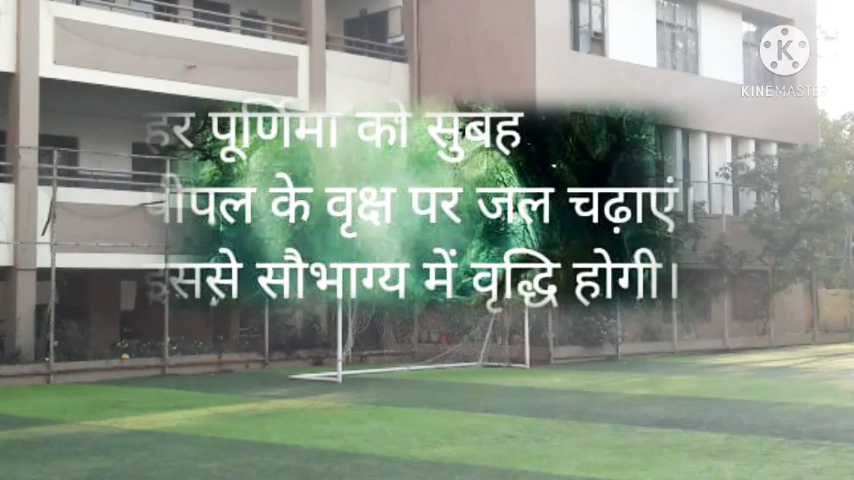 हर पूर्णिमा को सुबह
पीपल के वृक्ष पर जल चढ़ाएं।
इससे सौभाग्य में वृद्धि होगी।
K
KINEMASTER